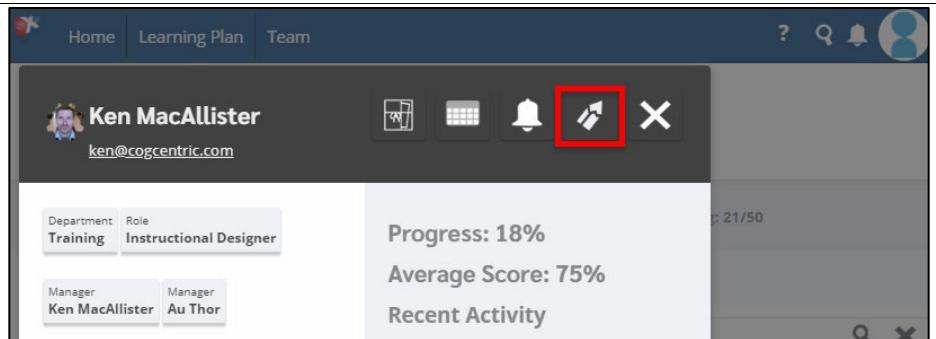 Home Learning Plan Team ?
Ken MacAllister
ken@cogcentric.com
Department Role
Training Instructional Designer
Manager Manager
Ken MacAllister Au Thor
Progress: 18%
Average Score: 75%
Recent Activity
: 21/50